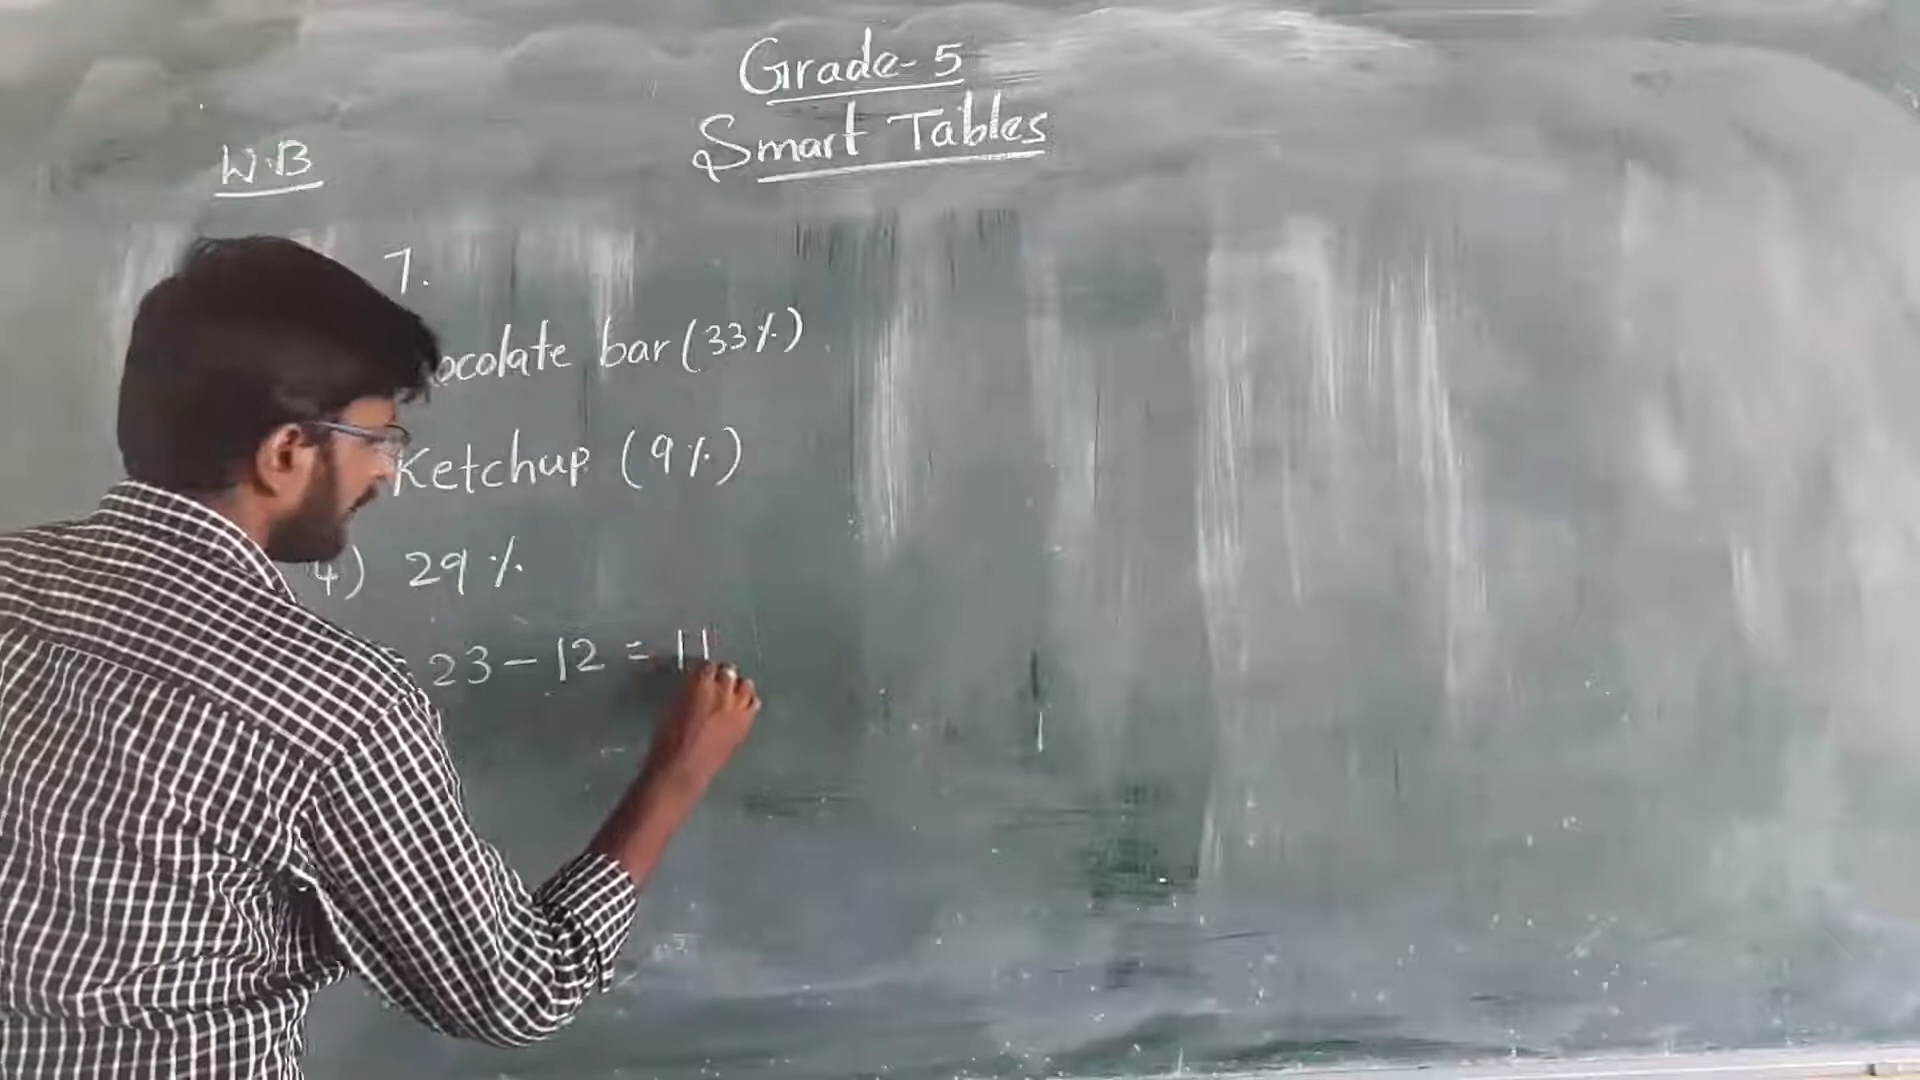 Grade-5
Smart Tables
W.B
7.
ocolate bar (33%)
Ketchup (9%)
4) 29%
23 - 12 = 11